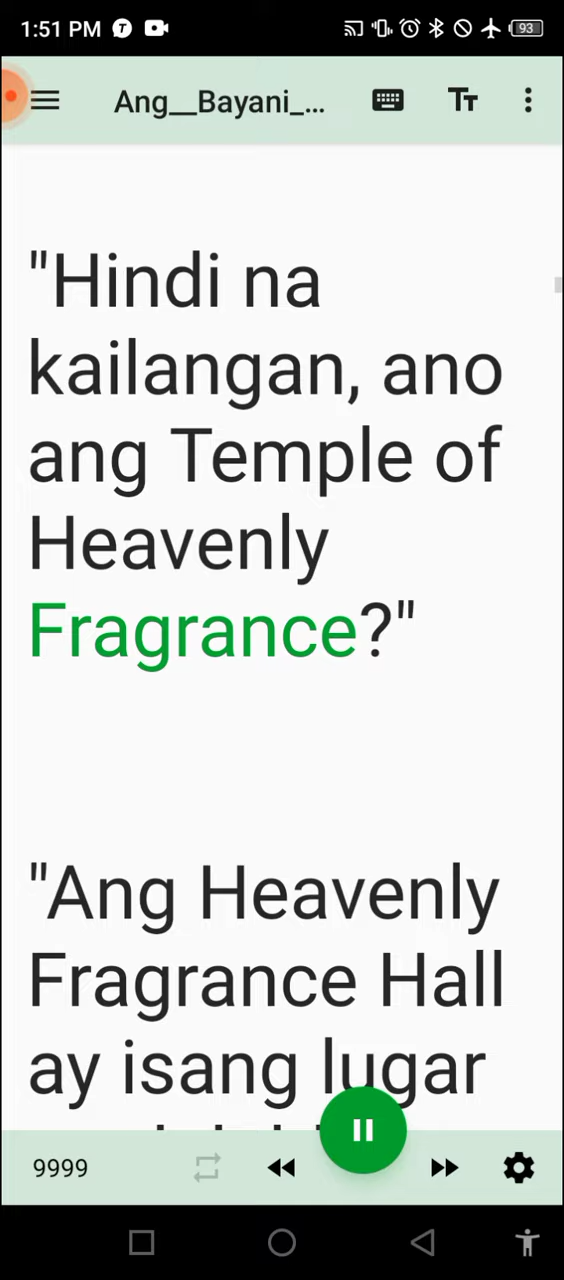 1:51 PM
93
Ang__Bayani_...
"Hindi na
kailangan, ano
ang Temple of
Heavenly
Fragrance?"
"Ang Heavenly
Fragrance Hall
ay isang lugar
9999